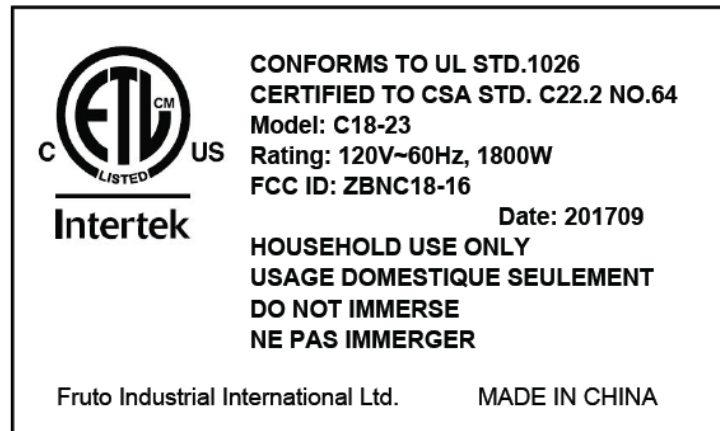 CONFORMS TO UL STD.1026
CERTIFIED TO CSA STD. C22.2 NO.64
Model: C18-23
Rating: 120V~60Hz, 1800W
FCC ID: ZBNC18-16
Date: 201709
HOUSEHOLD USE ONLY
USAGE DOMESTIQUE SEULEMENT
DO NOT IMMERSE
NE PAS IMMERGER
ETL CM
C US
LISTED
Intertek
Fruto Industrial International Ltd. MADE IN CHINA